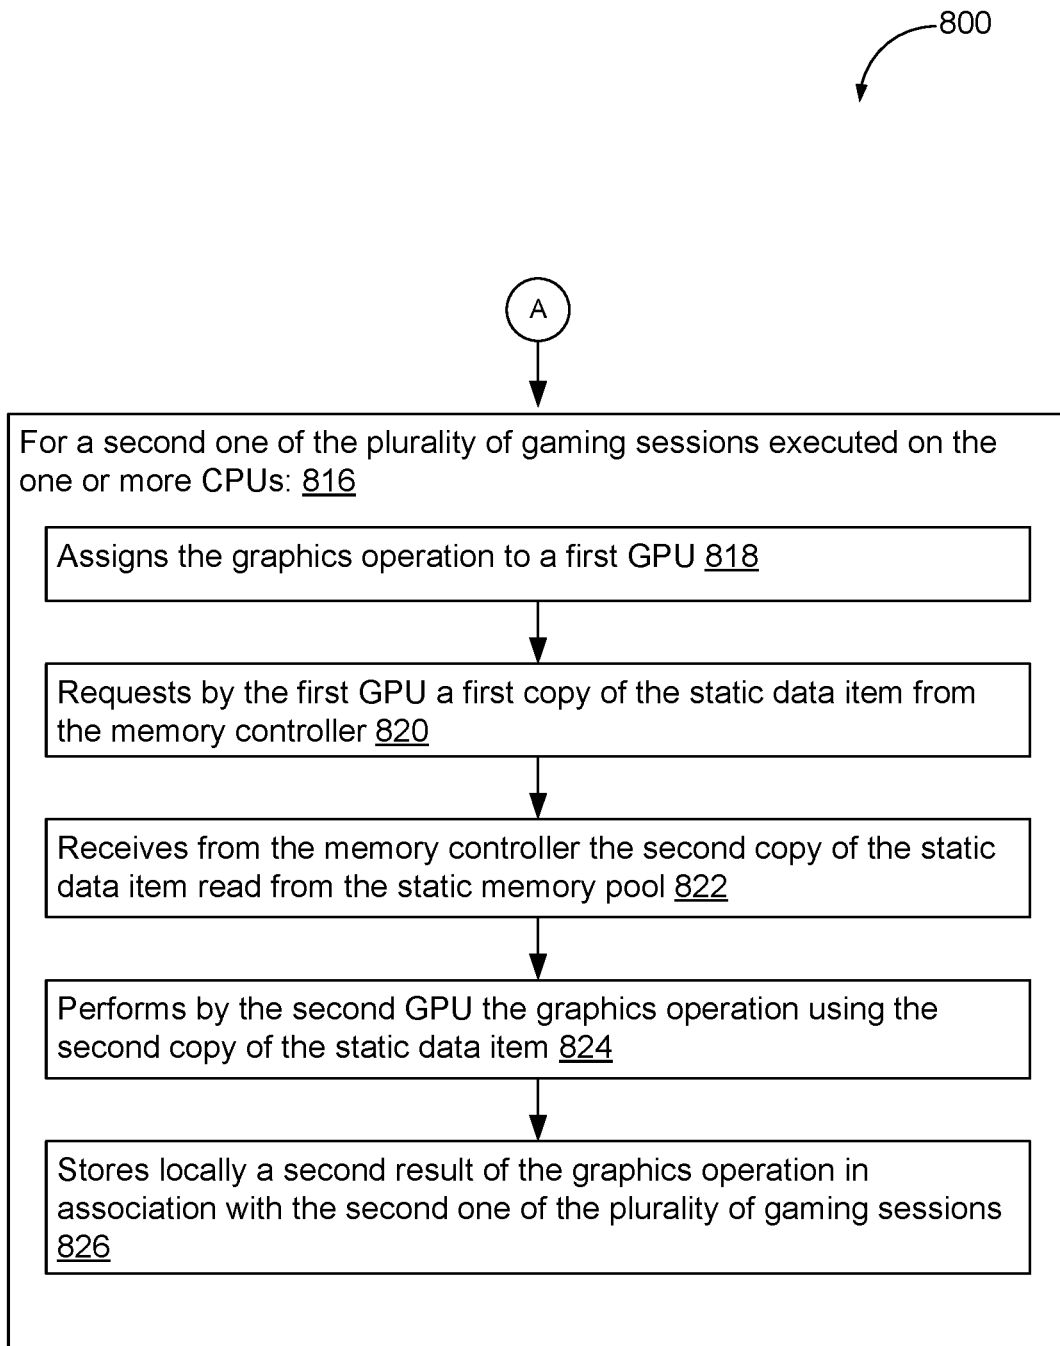 800
A
For a second one of the plurality of gaming sessions executed on the
one or more CPUs: 816
Assigns the graphics operation to a first GPU 818
Requests by the first GPU a first copy of the static data item from
the memory controller 820
Receives from the memory controller the second copy of the static
data item read from the static memory pool 822
Performs by the second GPU the graphics operation using the
second copy of the static data item 824
Stores locally a second result of the graphics operation in
association with the second one of the plurality of gaming sessions
826